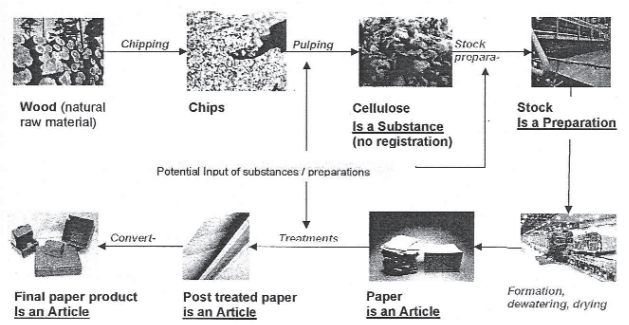 Chipping
Pulping
Stock
prepara-
Wood (natural
raw material)
Chips
Cellulose
Is a Substance
(no registration)
Stock
Is a Preparation
Potential Input of substances / preparations
Convert-
Treatments
Formation,
dewatering, drying
Final paper product
Is an Article
Post treated paper
is an Article
Paper
is an Article